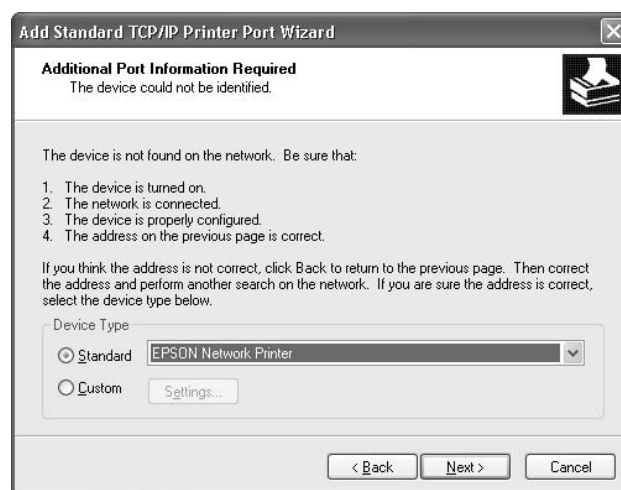 Add Standard TCP/IP Printer Port Wizard
Additional Port Information Required
The device could not be identified.
The device is not found on the network. Be sure that:
1. The device is turned on.
2. The network is connected.
3. The device is properly configured.
4. The address on the previous page is correct.
If you think the address is not correct, click Back to return to the previous page. Then correct
the address and perform another search on the network. If you are sure the address is correct,
select the device type below.
Device Type
Standard EPSON Network Printer
Custom Settings...
< Back Next > Cancel